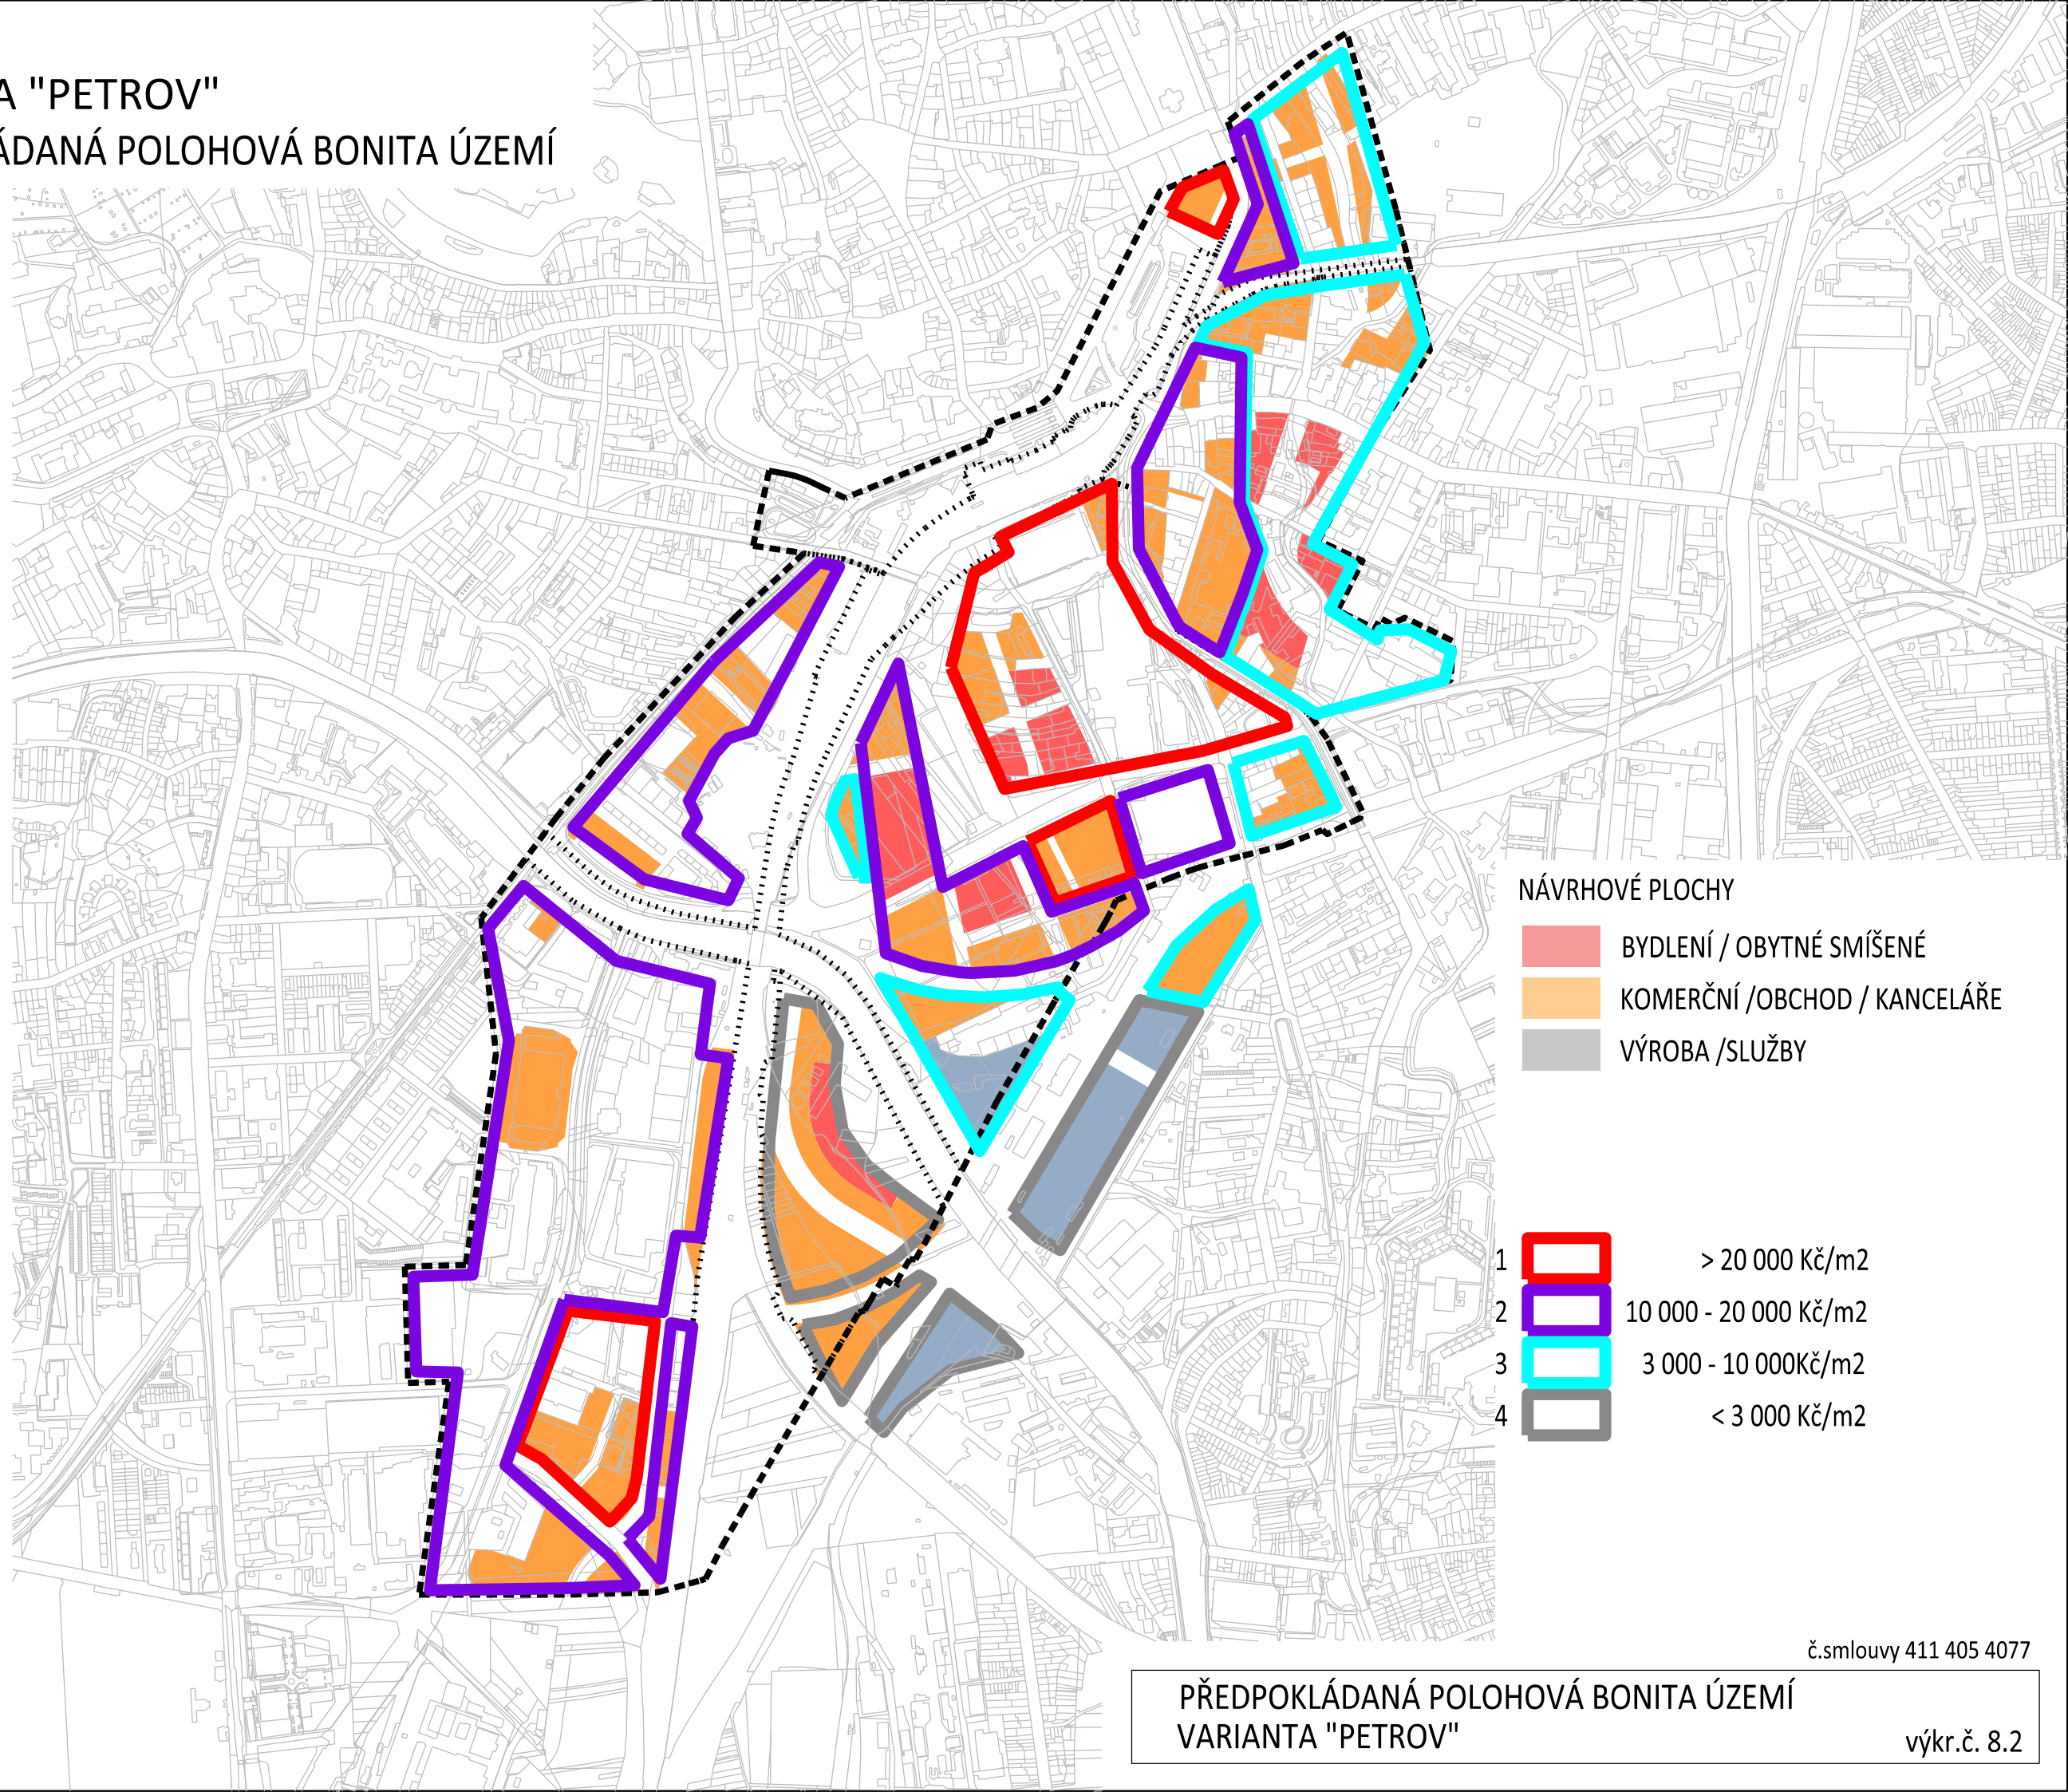 A "PETROV"
ÁDANÁ POLOHOVÁ BONITA ÚZEMÍ
NÁVRHOVÉ PLOCHY
BYDLENÍ / OBYTNÉ SMÍŠENÉ
KOMERČNÍ /OBCHOD / KANCELÁŘE
VÝROBA /SLUŽBY
1 > 20 000 Kč/m2
2 10 000 - 20 000 Kč/m2
3 3 000 - 10 000Kč/m2
4 < 3 000 Kč/m2
č.smlouvy 411 405 4077
PŘEDPOKLÁDANÁ POLOHOVÁ BONITA ÚZEMÍ
VARIANTA "PETROV"
výkr.č. 8.2